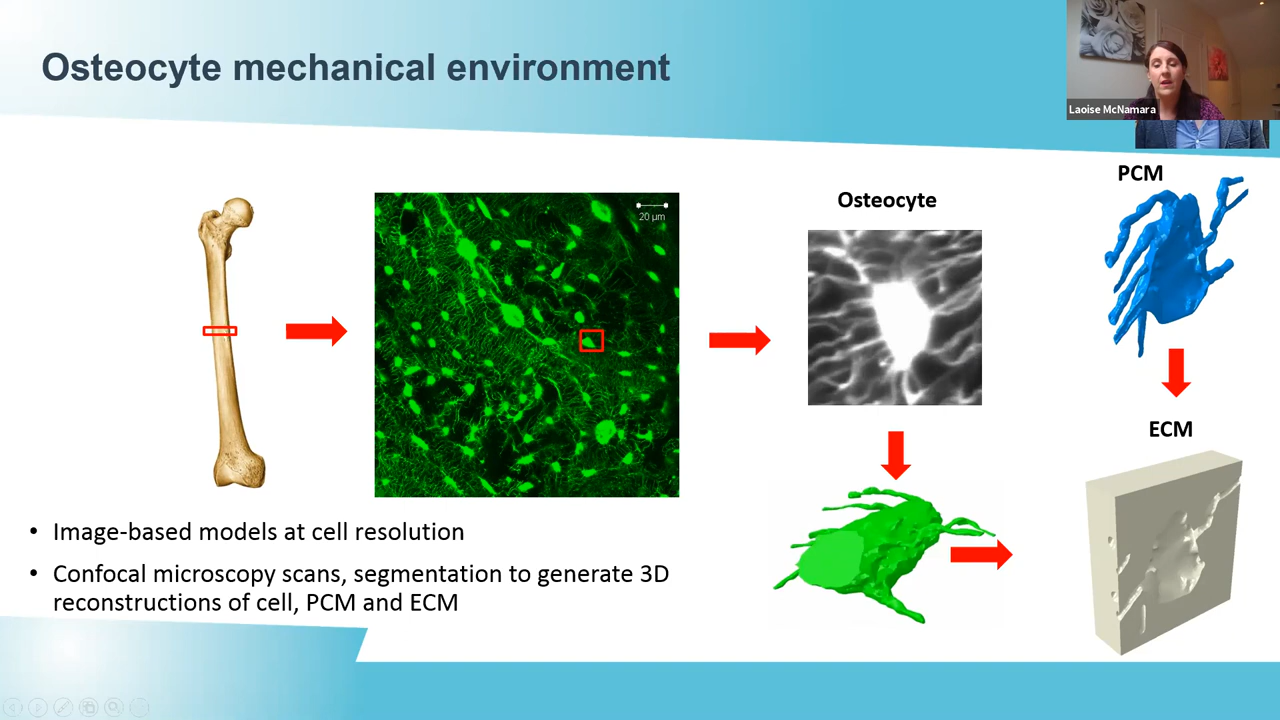 Osteocyte mechanical environment
Laoise McNamara
20 µm
Osteocyte
PCM
ECM
• Image-based models at cell resolution
• Confocal microscopy scans, segmentation to generate 3D
reconstructions of cell, PCM and ECM